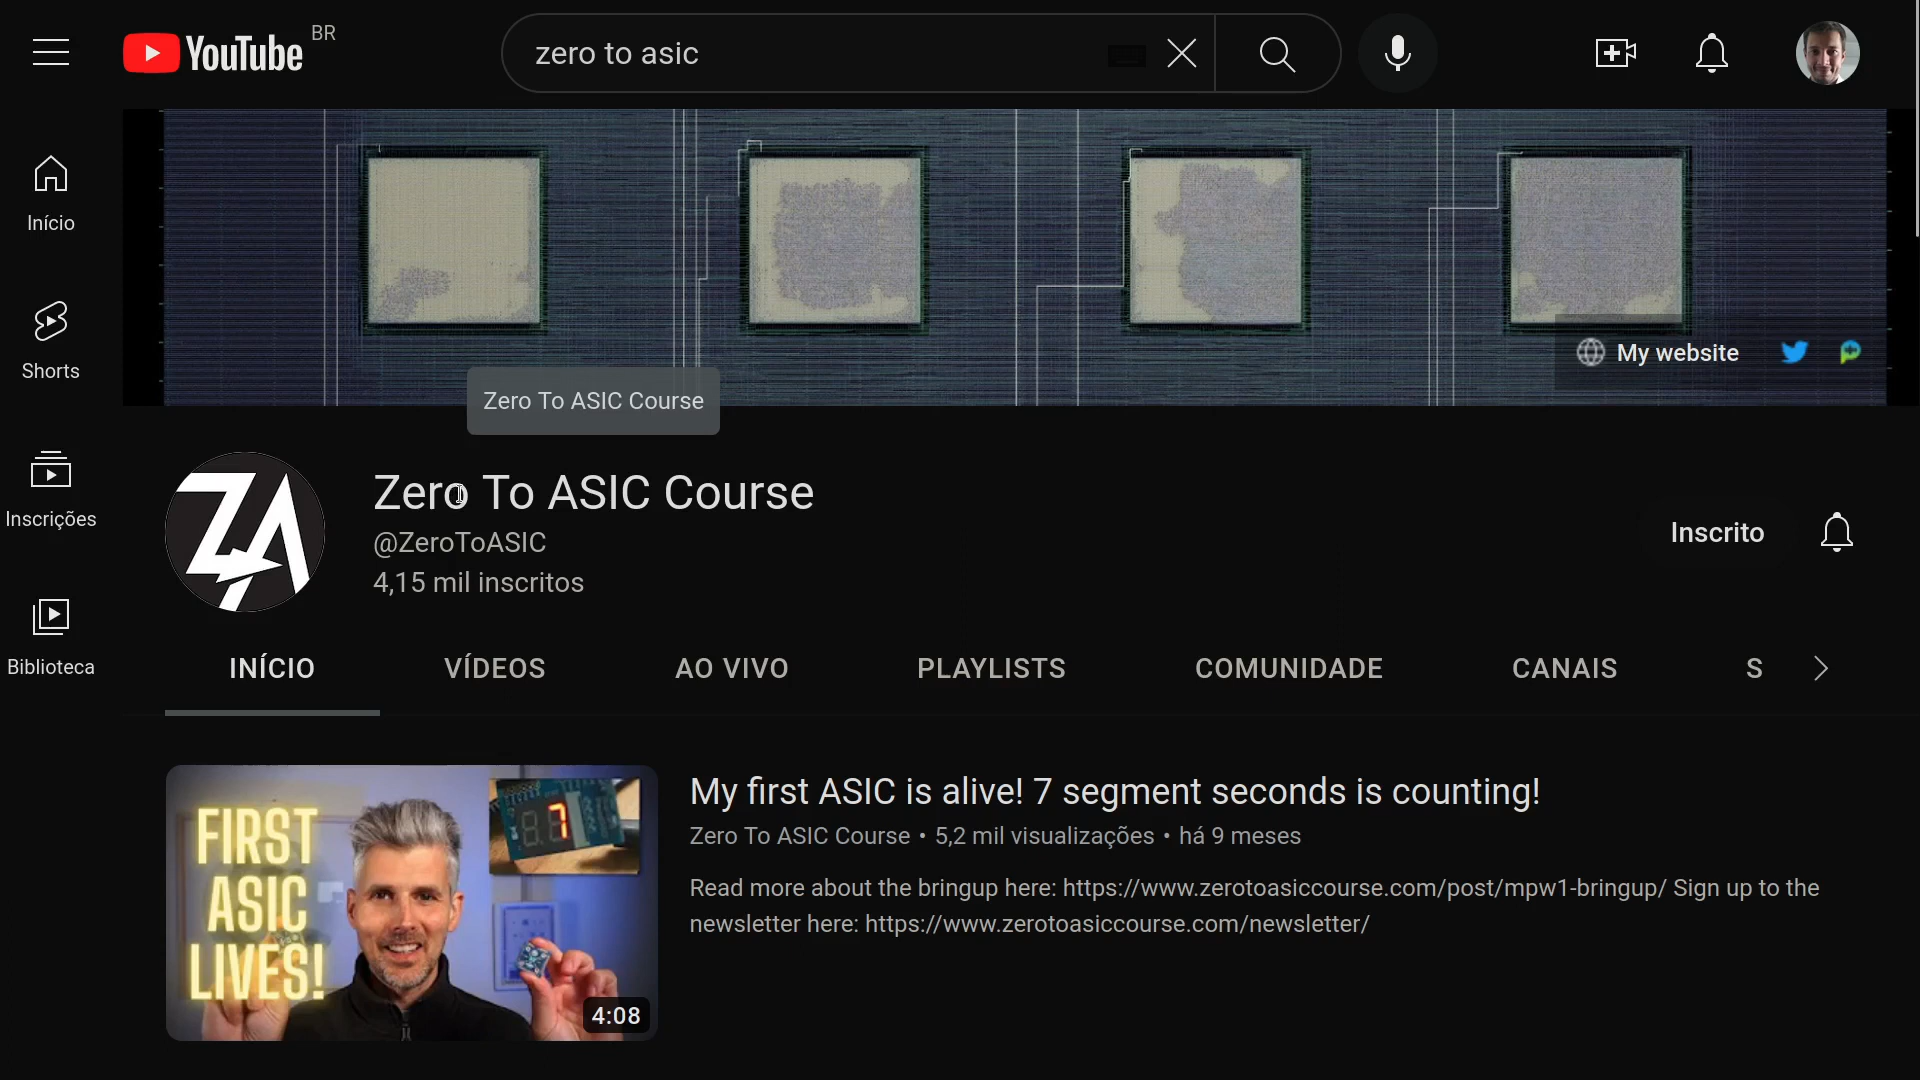 YouTube
BR
zero to asic
Início
Shorts
Inscrições
Biblioteca
My website
Zero To ASIC Course
ZA
Zero To ASIC Course
@ZeroToASIC
4,15 mil inscritos
Inscrito
INÍCIO
VÍDEOS
AO VIVO
PLAYLISTS
COMUNIDADE
CANAIS
S
FIRST
ASIC
LIVES!
7
4:08
My first ASIC is alive! 7 segment seconds is counting!
Zero To ASIC Course • 5,2 mil visualizações • há 9 meses
Read more about the bringup here: https://www.zerotoasiccourse.com/post/mpw1-bringup/ Sign up to the
newsletter here: https://www.zerotoasiccourse.com/newsletter/